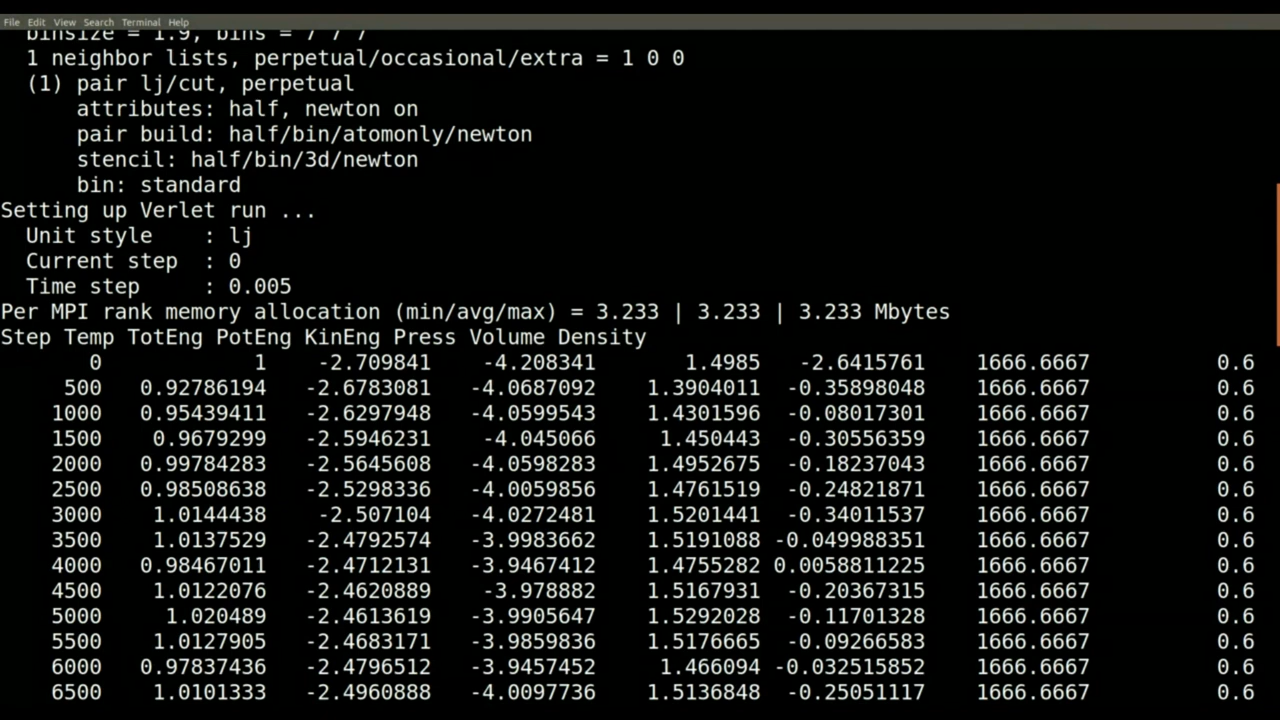 File Edit View Search Terminal Help
binsize = 1.9, bins = 7 7 7
1 neighbor lists, perpetual/occasional/extra = 1 0 0
(1) pair lj/cut, perpetual
attributes: half, newton on
pair build: half/bin/atomonly/newton
stencil: half/bin/3d/newton
bin: standard
Setting up Verlet run ...
Unit style : lj
Current step : 0
Time step : 0.005
Per MPI rank memory allocation (min/avg/max) = 3.233 | 3.233 | 3.233 Mbytes
Step Temp TotEng PotEng KinEng Press Volume Density
0 1 -2.709841 -4.208341 1.4985 -2.6415761 1666.6667 0.6
500 0.92786194 -2.6783081 -4.0687092 1.3904011 -0.35898048 1666.6667 0.6
1000 0.95439411 -2.6297948 -4.0599543 1.4301596 -0.08017301 1666.6667 0.6
1500 0.9679299 -2.5946231 -4.045066 1.450443 -0.30556359 1666.6667 0.6
2000 0.99784283 -2.5645608 -4.0598283 1.4952675 -0.18237043 1666.6667 0.6
2500 0.98508638 -2.5298336 -4.0059856 1.4761519 -0.24821871 1666.6667 0.6
3000 1.0144438 -2.507104 -4.0272481 1.5201441 -0.34011537 1666.6667 0.6
3500 1.0137529 -2.4792574 -3.9983662 1.5191088 -0.049988351 1666.6667 0.6
4000 0.98467011 -2.4712131 -3.9467412 1.4755282 0.0058811225 1666.6667 0.6
4500 1.0122076 -2.4620889 -3.978882 1.5167931 -0.20367315 1666.6667 0.6
5000 1.020489 -2.4613619 -3.9905647 1.5292028 -0.11701328 1666.6667 0.6
5500 1.0127905 -2.4683171 -3.9859836 1.5176665 -0.09266583 1666.6667 0.6
6000 0.97837436 -2.4796512 -3.9457452 1.466094 -0.032515852 1666.6667 0.6
6500 1.0101333 -2.4960888 -4.0097736 1.5136848 -0.25051117 1666.6667 0.6